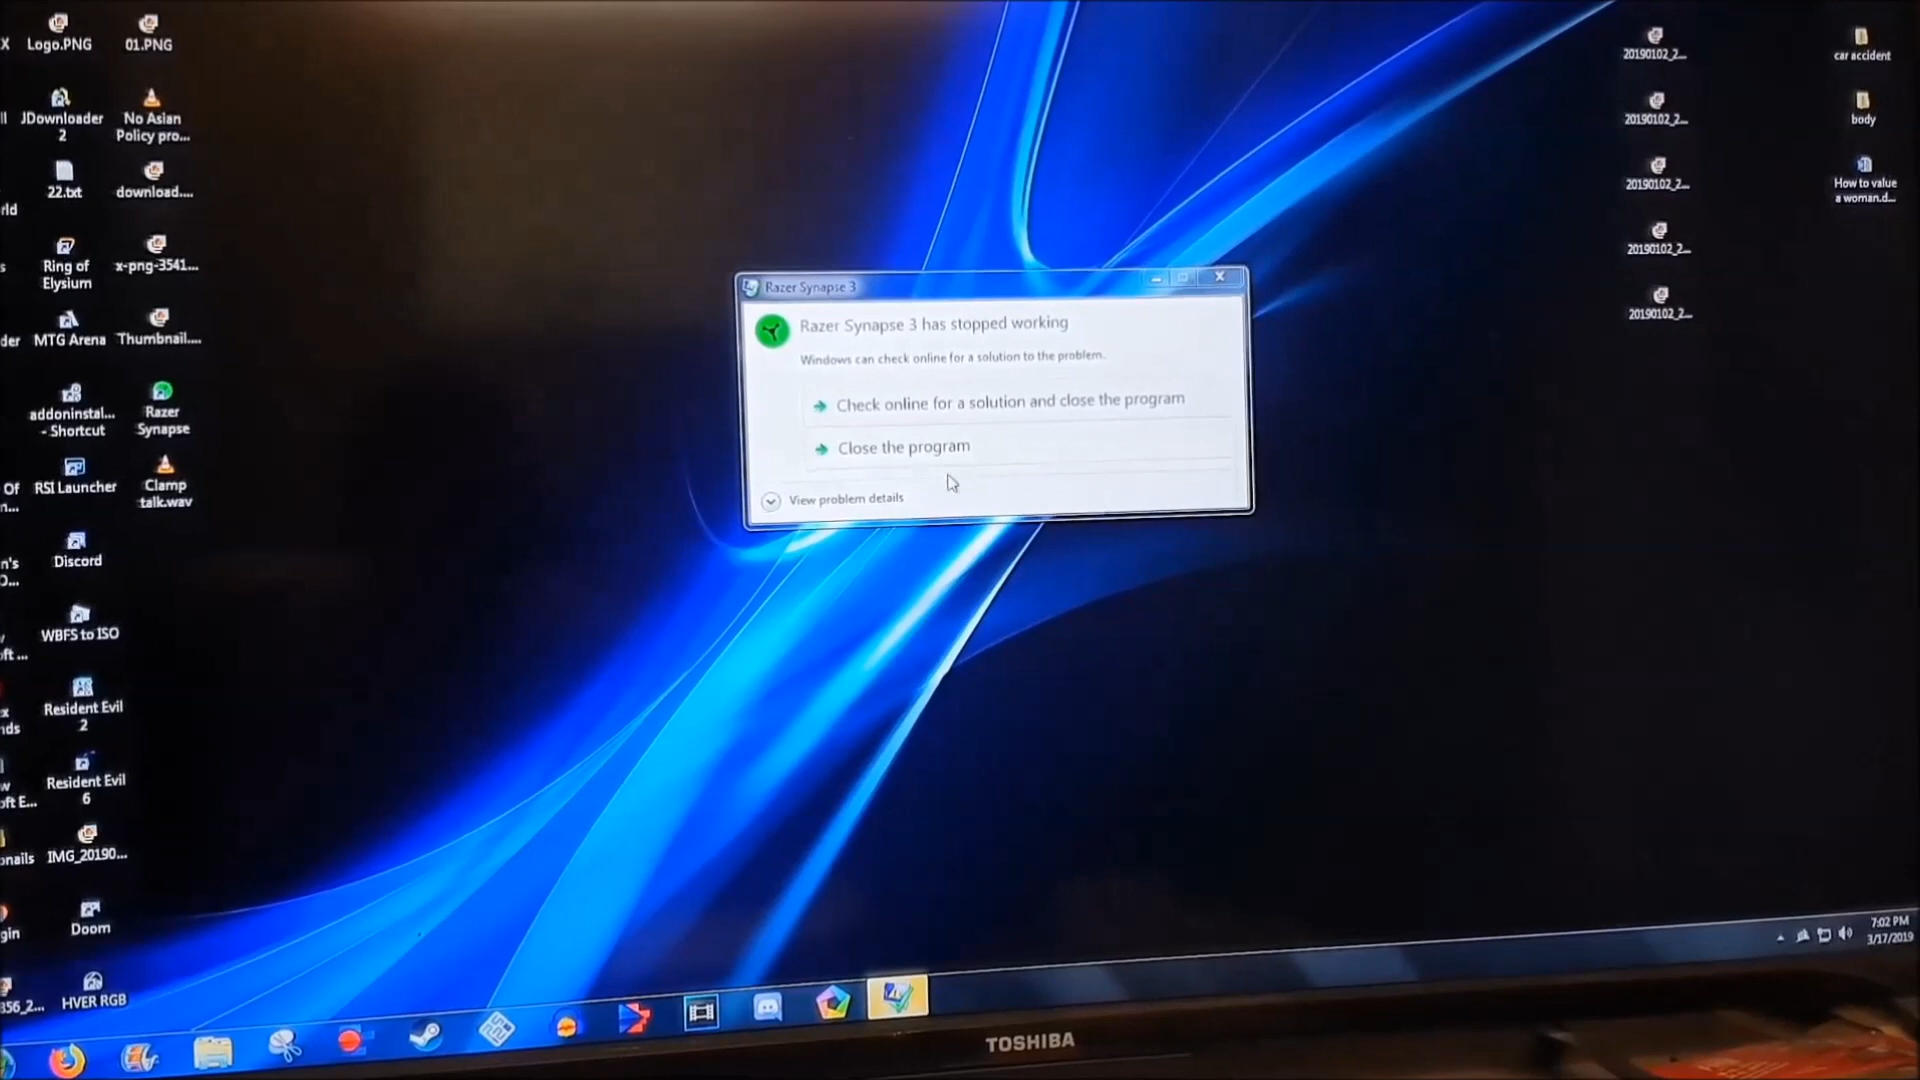 X
Logo.PNG
01.PNG
JDownloader
2
No Asian
Policy pro...
22.txt
download....
rld
Ring of
Elysium
x-png-3541...
der
MTG Arena
Thumbnail....
addoninstal...
- Shortcut
Razer
Synapse
Of
RSI Launcher
Clamp
talk.wav
Discord
WBFS to ISO
Resident Evil
2
Resident Evil
6
IMG_20190...
Doom
356_2...
HVER RGB
Razer Synapse 3
Razer Synapse 3 has stopped working
Windows can check online for a solution to the problem.
Check online for a solution and close the program
Close the program
View problem details
20190102_2...
20190102_2...
20190102_2...
20190102_2...
20190102_2...
car accident
body
How to value
a woman.d...
7:02 PM
3/17/2019
TOSHIBA